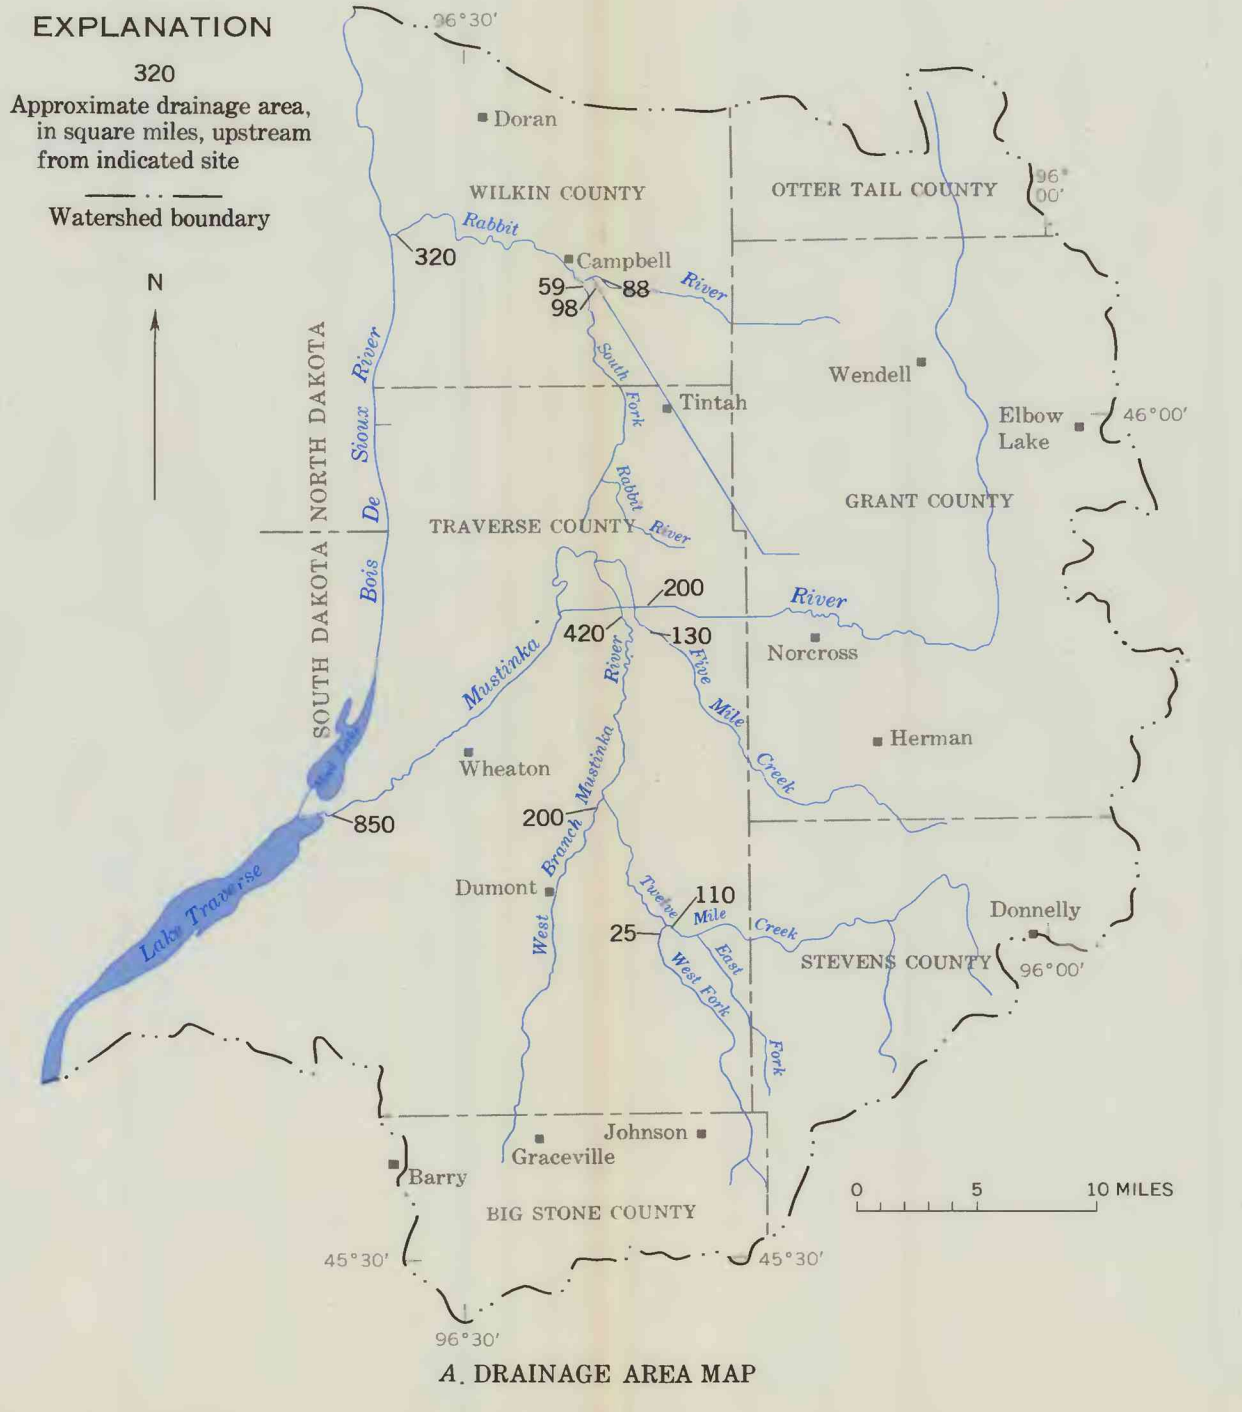 EXPLANATION
320
Approximate drainage area,
in square miles, upstream
from indicated site
Watershed boundary
N
96°30′
Doran
WILKIN COUNTY
OTTER TAIL COUNTY
96°
00′
Rabbit
320
Campbell
59
88
98
River
South
Fork
Wendell
Tintah
Elbow
Lake
46°00′
NORTH DAKOTA
SOUTH DAKOTA
Bois De Sioux River
Rabbit
River
TRAVERSE COUNTY
GRANT COUNTY
200
River
420
130
Norcross
Mustinka
River
Five
Mile
Creek
Herman
Wheaton
Mustinka
850
200
Branch
Lake Traverse
Dumont
West
Twelve
110
Mile
Creek
25
East
Fork
West Fork
Donnelly
STEVENS COUNTY
96°00′
Johnson
Graceville
Barry
BIG STONE COUNTY
0 5 10 MILES
45°30′
45°30′
96°30′
A. DRAINAGE AREA MAP